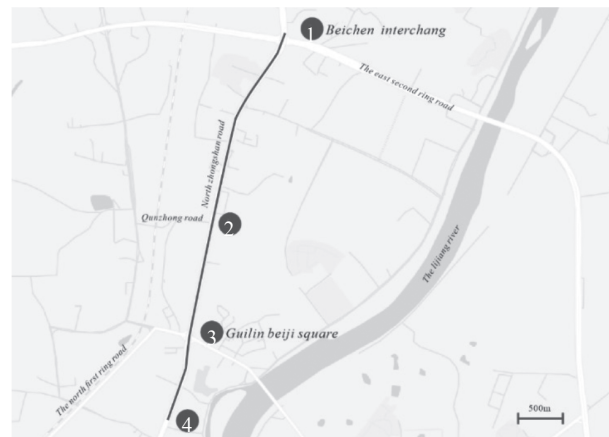 1 Beichen interchang
The east second ring road
North zhongshan road
Qunzhong road
2
The lijiang river
3 Guilin beiji square
The north first ring road
4
500m